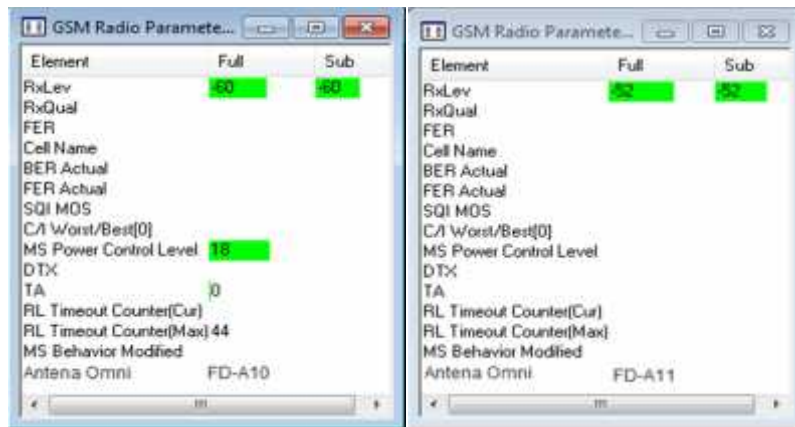 GSM Radio Paramete...
Element Full Sub
RxLev -60 -60
RxQual
FER
Cell Name
BER Actual
FER Actual
SQI MOS
C/I Worst/Best[0]
MS Power Control Level 18
DTX
TA 0
RL Timeout Counter(Cur)
RL Timeout Counter(Max) 44
MS Behavior Modified
Antena Omni FD-A10
GSM Radio Paramete...
Element Full Sub
RxLev -52 -52
RxQual
FER
Cell Name
BER Actual
FER Actual
SQI MOS
C/I Worst/Best[0]
MS Power Control Level
DTX
TA
RL Timeout Counter(Cur)
RL Timeout Counter(Max)
MS Behavior Modified
Antena Omni FD-A11